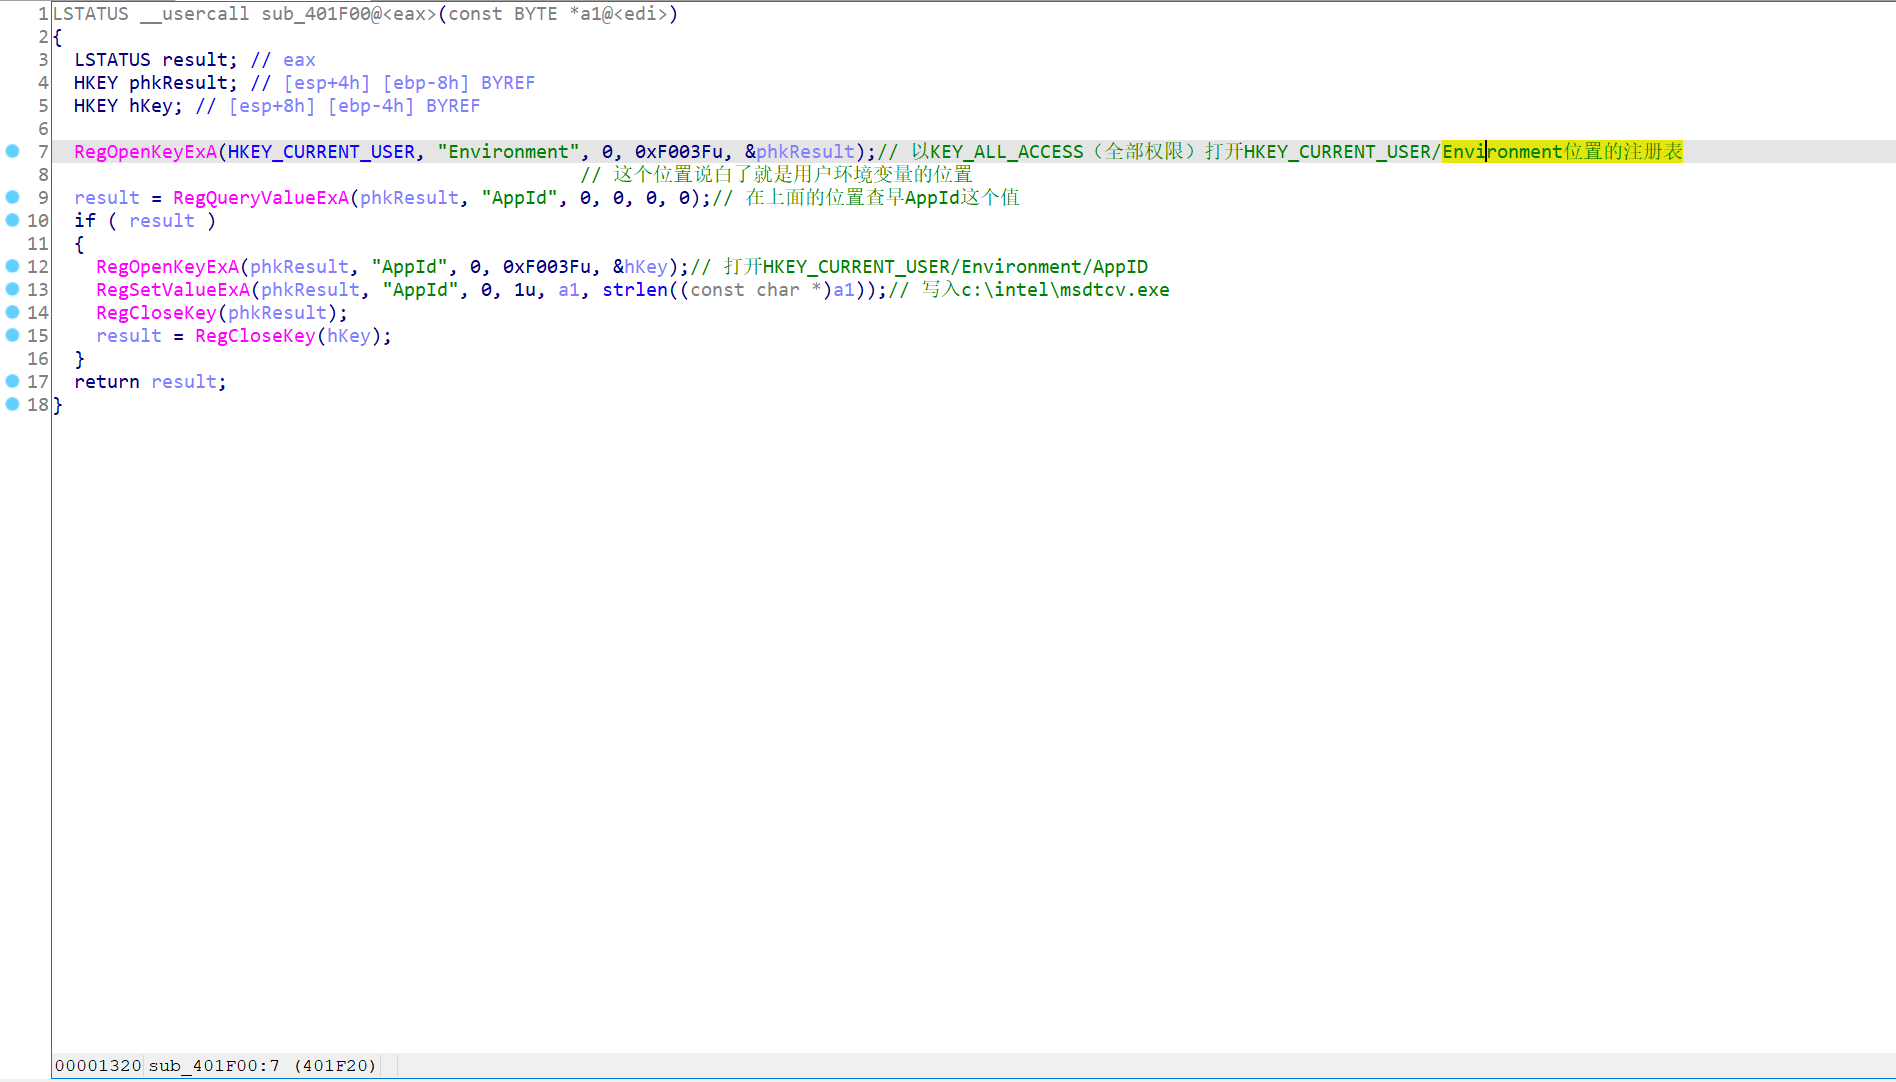 1 LSTATUS __usercall sub_401F00@<eax>(const BYTE *a1@<edi>)
2 {
3 LSTATUS result; // eax
4 HKEY phkResult; // [esp+4h] [ebp-8h] BYREF
5 HKEY hKey; // [esp+8h] [ebp-4h] BYREF
6
7 RegOpenKeyExA(HKEY_CURRENT_USER, "Environment", 0, 0xF003Fu, &phkResult);// 以KEY_ALL_ACCESS（全部权限）打开HKEY_CURRENT_USER/Environment位置的注册表
8 // 这个位置说白了就是用户环境变量的位置
9 result = RegQueryValueExA(phkResult, "AppId", 0, 0, 0, 0);// 在上面的位置查早AppId这个值
10 if ( result )
11 {
12 RegOpenKeyExA(phkResult, "AppId", 0, 0xF003Fu, &hKey);// 打开HKEY_CURRENT_USER/Environment/AppID
13 RegSetValueExA(phkResult, "AppId", 0, 1u, a1, strlen((const char *)a1));// 写入c:\intel\msdtcv.exe
14 RegCloseKey(phkResult);
15 result = RegCloseKey(hKey);
16 }
17 return result;
18 }
00001320 sub_401F00:7 (401F20)